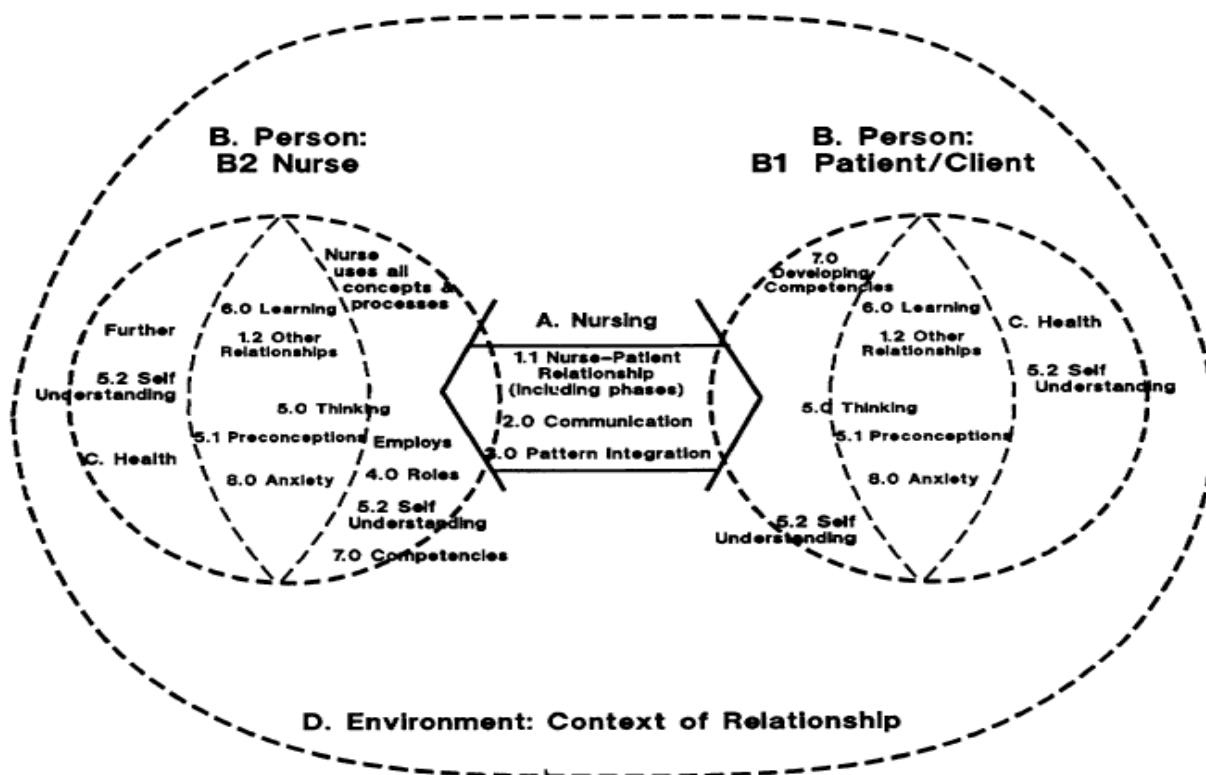 B. Person:
B2 Nurse
B. Person:
B1 Patient/Client
Nurse
uses all
concepts &
processes
6.0 Learning
1.2 Other
Relationships
Further
5.2 Self
Understanding
5.0 Thinking
5.1 Preconceptions
C. Health
8.0 Anxiety
Employs
4.0 Roles
5.2 Self
Understanding
7.0 Competencies
A. Nursing
1.1 Nurse-Patient
Relationship
(including phases)
2.0 Communication
3.0 Pattern Integration
7.0
Developing
Competencies
6.0 Learning
1.2 Other
Relationships
C. Health
5.2 Self
Understanding
5.0 Thinking
5.1 Preconceptions
8.0 Anxiety
5.2 Self
Understanding
D. Environment: Context of Relationship